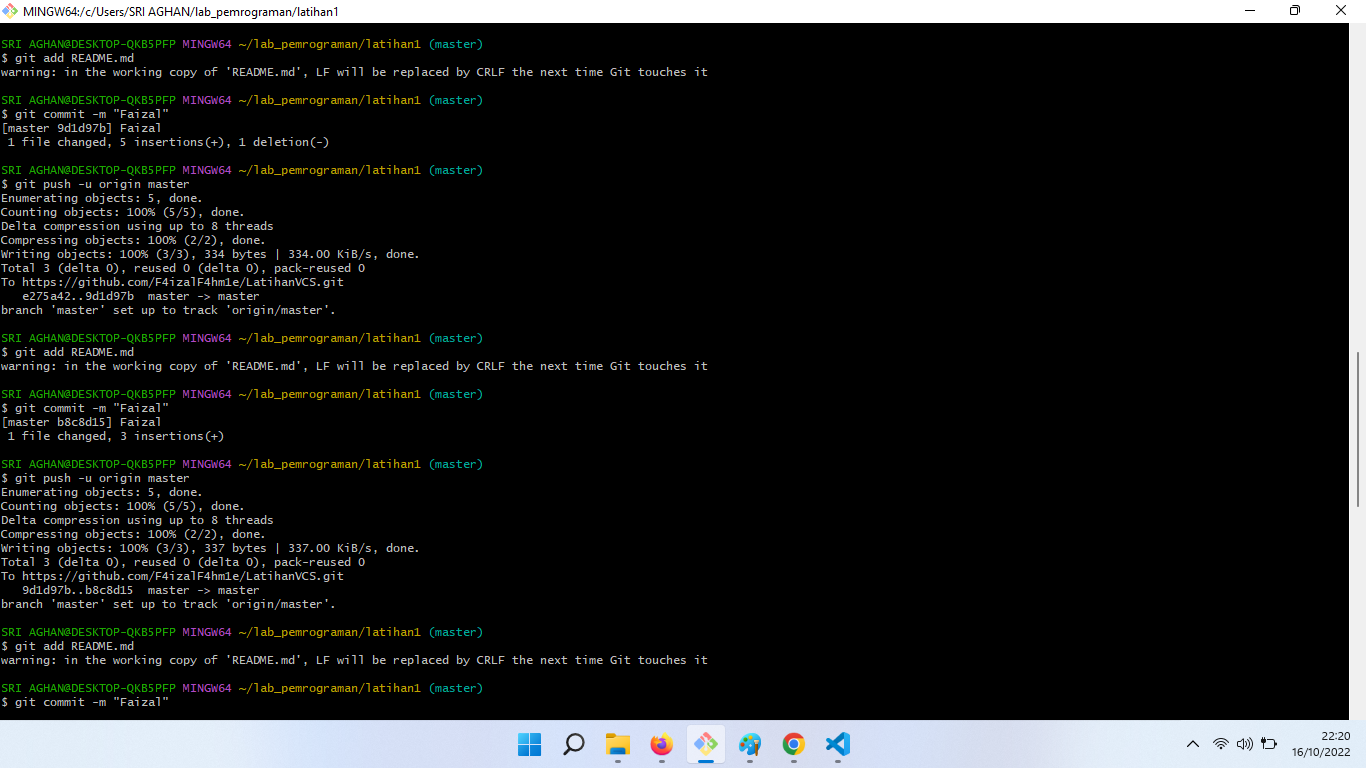 MINGW64:/c/Users/SRI AGHAN/lab_pemrograman/latihan1
SRI AGHAN@DESKTOP-QKB5PFP MINGW64 ~/lab_pemrograman/latihan1 (master)
$ git add README.md
warning: in the working copy of 'README.md', LF will be replaced by CRLF the next time Git touches it
SRI AGHAN@DESKTOP-QKB5PFP MINGW64 ~/lab_pemrograman/latihan1 (master)
$ git commit -m "Faizal"
[master 9d1d97b] Faizal
1 file changed, 5 insertions(+), 1 deletion(-)
SRI AGHAN@DESKTOP-QKB5PFP MINGW64 ~/lab_pemrograman/latihan1 (master)
$ git push -u origin master
Enumerating objects: 5, done.
Counting objects: 100% (5/5), done.
Delta compression using up to 8 threads
Compressing objects: 100% (2/2), done.
Writing objects: 100% (3/3), 334 bytes | 334.00 KiB/s, done.
Total 3 (delta 0), reused 0 (delta 0), pack-reused 0
To https://github.com/F4izalF4hm1e/LatihanVCS.git
e275a42..9d1d97b  master -> master
branch 'master' set up to track 'origin/master'.
SRI AGHAN@DESKTOP-QKB5PFP MINGW64 ~/lab_pemrograman/latihan1 (master)
$ git add README.md
warning: in the working copy of 'README.md', LF will be replaced by CRLF the next time Git touches it
SRI AGHAN@DESKTOP-QKB5PFP MINGW64 ~/lab_pemrograman/latihan1 (master)
$ git commit -m "Faizal"
[master b8c8d15] Faizal
1 file changed, 3 insertions(+)
SRI AGHAN@DESKTOP-QKB5PFP MINGW64 ~/lab_pemrograman/latihan1 (master)
$ git push -u origin master
Enumerating objects: 5, done.
Counting objects: 100% (5/5), done.
Delta compression using up to 8 threads
Compressing objects: 100% (2/2), done.
Writing objects: 100% (3/3), 337 bytes | 337.00 KiB/s, done.
Total 3 (delta 0), reused 0 (delta 0), pack-reused 0
To https://github.com/F4izalF4hm1e/LatihanVCS.git
9d1d97b..b8c8d15  master -> master
branch 'master' set up to track 'origin/master'.
SRI AGHAN@DESKTOP-QKB5PFP MINGW64 ~/lab_pemrograman/latihan1 (master)
$ git add README.md
warning: in the working copy of 'README.md', LF will be replaced by CRLF the next time Git touches it
SRI AGHAN@DESKTOP-QKB5PFP MINGW64 ~/lab_pemrograman/latihan1 (master)
$ git commit -m "Faizal"
22:20
16/10/2022